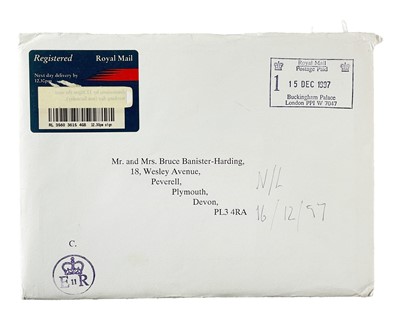 Registered Royal Mail
Next day delivery by
12.30pm
Royal Mail
Postage Paid
1 15 DEC 1997
Buckingham Palace
London PPI W 7047
Mr. and Mrs. Bruce Banister-Harding,
18, Wesley Avenue,
Peverell,
Plymouth,
Devon,
PL3 4RA
N/L
16/12/97
C.
E II R